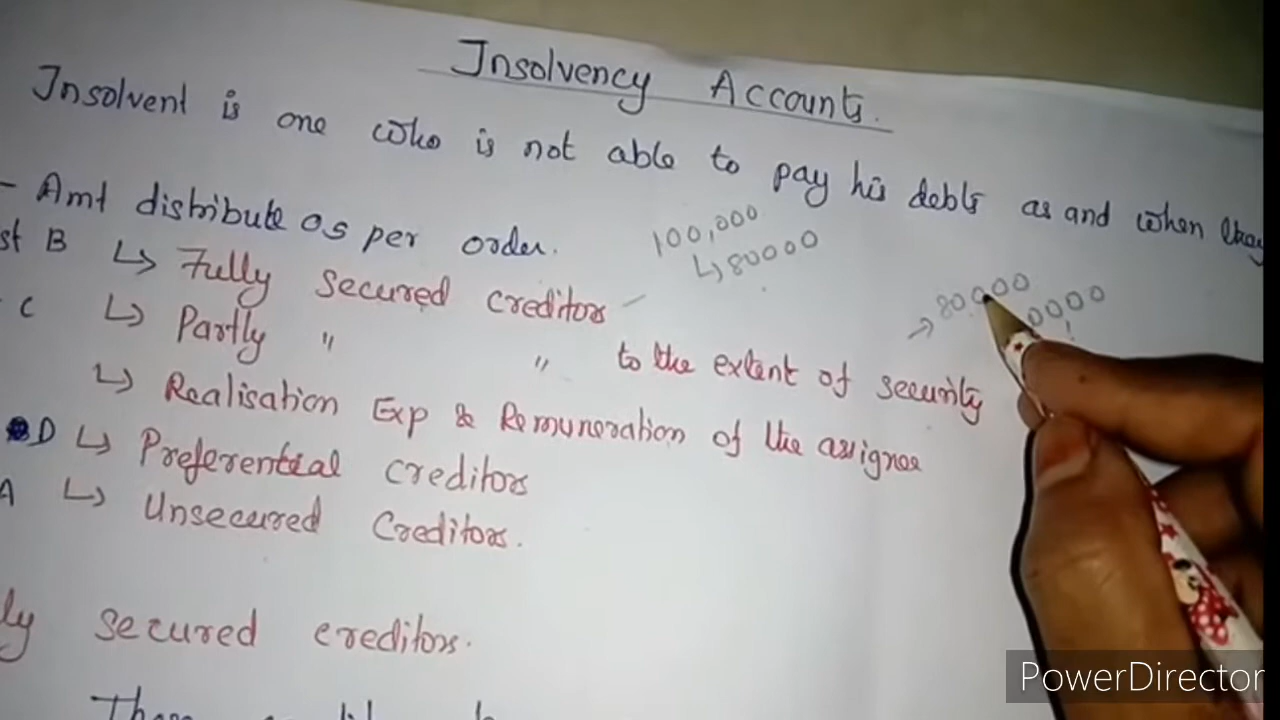 Insolvency Accounts.
Insolvent is one who is not able to pay his debts as and when they
- Amt distribute as per order.
100,000
↳ 80000
st B ↳ Fully secured creditors –
→ 80000
0000
C ↳ Partly " " to the extent of security
↳ Realisation Exp & Remuneration of the assignee
D ↳ Preferential creditors
A ↳ Unsecured Creditors.
ly secured creditors.
PowerDirector